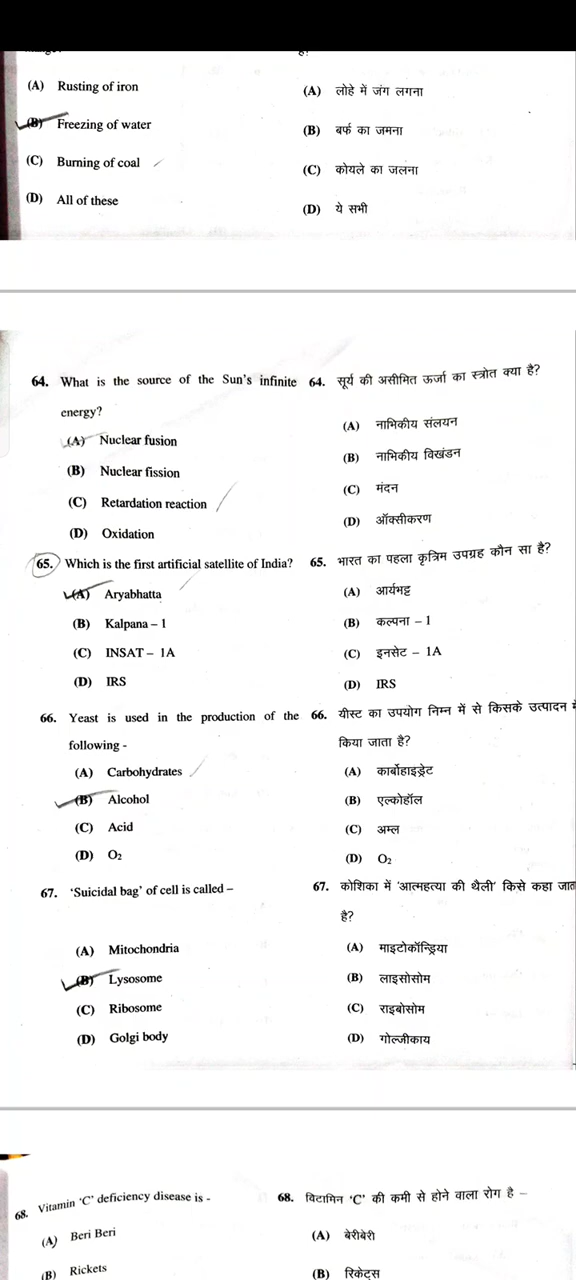 (A) Rusting of iron
(B) Freezing of water
(C) Burning of coal
(D) All of these
(A) लोहे में जंग लगना
(B) बर्फ का जमना
(C) कोयले का जलना
(D) ये सभी
64. What is the source of the Sun's infinite
energy?
(A) Nuclear fusion
(B) Nuclear fission
(C) Retardation reaction
(D) Oxidation
64. सूर्य की असीमित ऊर्जा का स्त्रोत क्या है?
(A) नाभिकीय संलयन
(B) नाभिकीय विखंडन
(C) मंदन
(D) ऑक्सीकरण
65. Which is the first artificial satellite of India?
(A) Aryabhatta
(B) Kalpana – 1
(C) INSAT – 1A
(D) IRS
65. भारत का पहला कृत्रिम उपग्रह कौन सा है?
(A) आर्यभट्ट
(B) कल्पना – 1
(C) इनसेट – 1A
(D) IRS
66. Yeast is used in the production of the
following -
(A) Carbohydrates
(B) Alcohol
(C) Acid
(D) O₂
66. यीस्ट का उपयोग निम्न में से किसके उत्पादन
किया जाता है?
(A) कार्बोहाइड्रेट
(B) एल्कोहॉल
(C) अम्ल
(D) O₂
67. 'Suicidal bag' of cell is called –
(A) Mitochondria
(B) Lysosome
(C) Ribosome
(D) Golgi body
67. कोशिका में 'आत्महत्या की थैली' किसे कहा
है?
(A) माइटोकॉन्ड्रिया
(B) लाइसोसोम
(C) राइबोसोम
(D) गोल्जीकाय
68. Vitamin 'C' deficiency disease is -
(A) Beri Beri
(B) Rickets
68. विटामिन 'C' की कमी से होने वाला रोग है –
(A) बेरीबेरी
(B) रिकेट्स